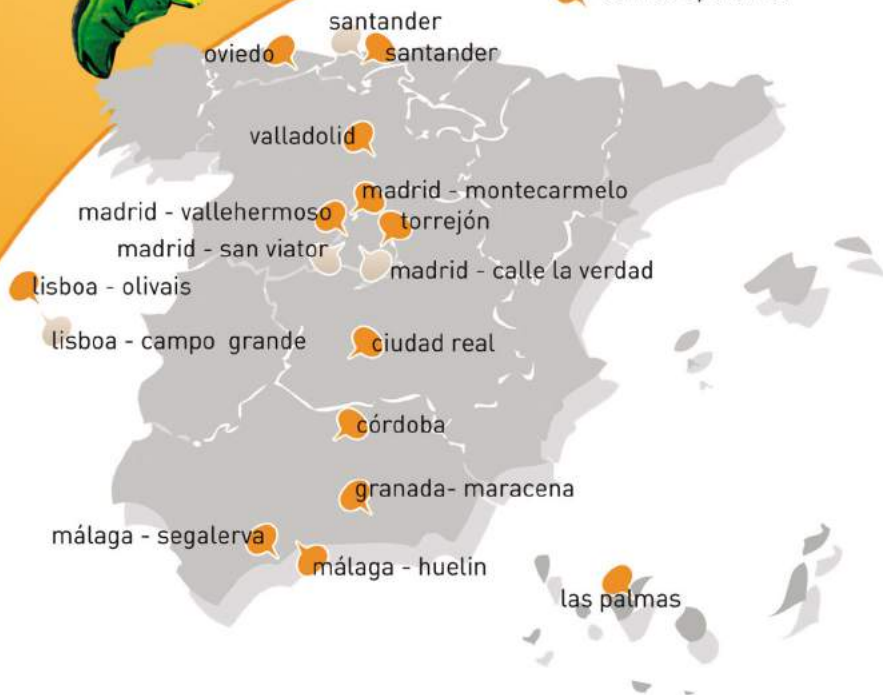 santander
oviedo
santander
valladolid
madrid - montecarmelo
madrid - vallehermoso
torrejón
madrid - san viator
madrid - calle la verdad
lisboa - olivais
lisboa - campo grande
ciudad real
córdoba
granada- maracena
málaga - segalerva
málaga - huelin
las palmas